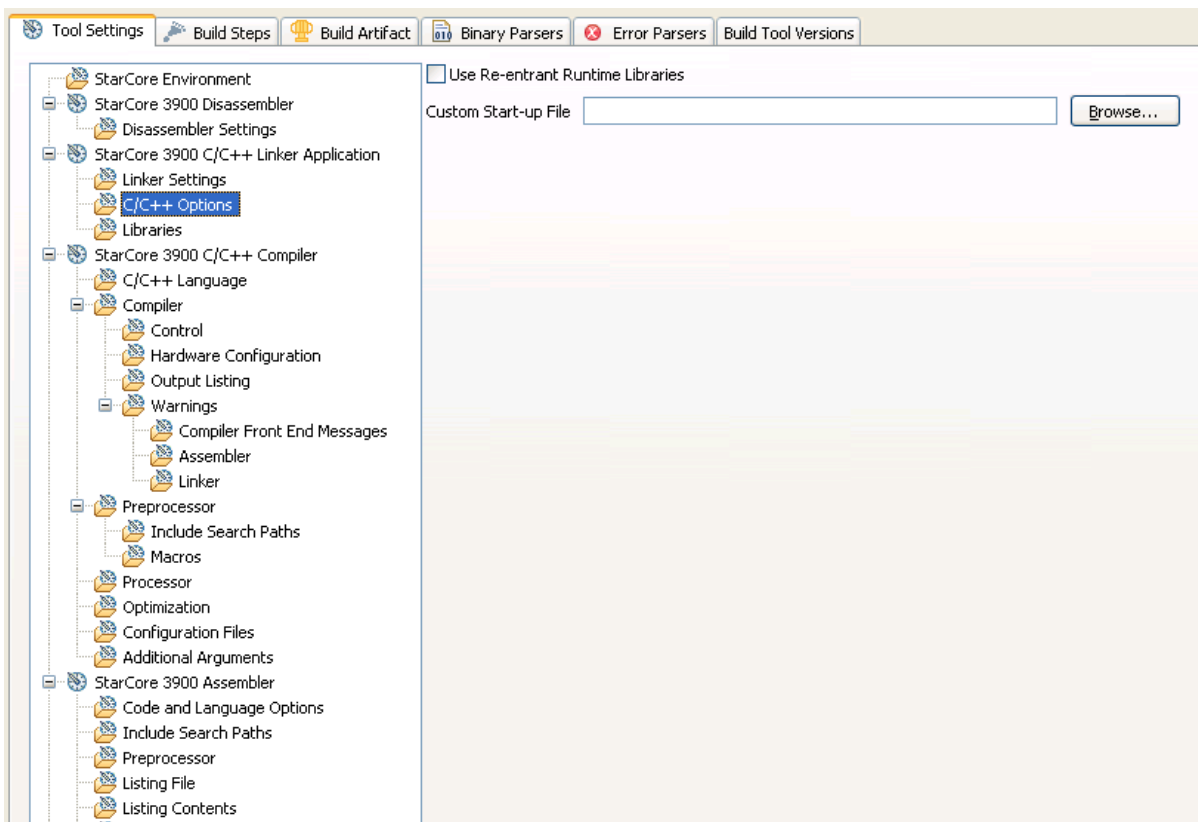 Tool Settings Build Steps Build Artifact Binary Parsers Error Parsers Build Tool Versions
StarCore Environment
StarCore 3900 Disassembler
Disassembler Settings
StarCore 3900 C/C++ Linker Application
Linker Settings
C/C++ Options
Libraries
StarCore 3900 C/C++ Compiler
C/C++ Language
Compiler
Control
Hardware Configuration
Output Listing
Warnings
Compiler Front End Messages
Assembler
Linker
Preprocessor
Include Search Paths
Macros
Processor
Optimization
Configuration Files
Additional Arguments
StarCore 3900 Assembler
Code and Language Options
Include Search Paths
Preprocessor
Listing File
Listing Contents
Use Re-entrant Runtime Libraries
Custom Start-up File Browse...